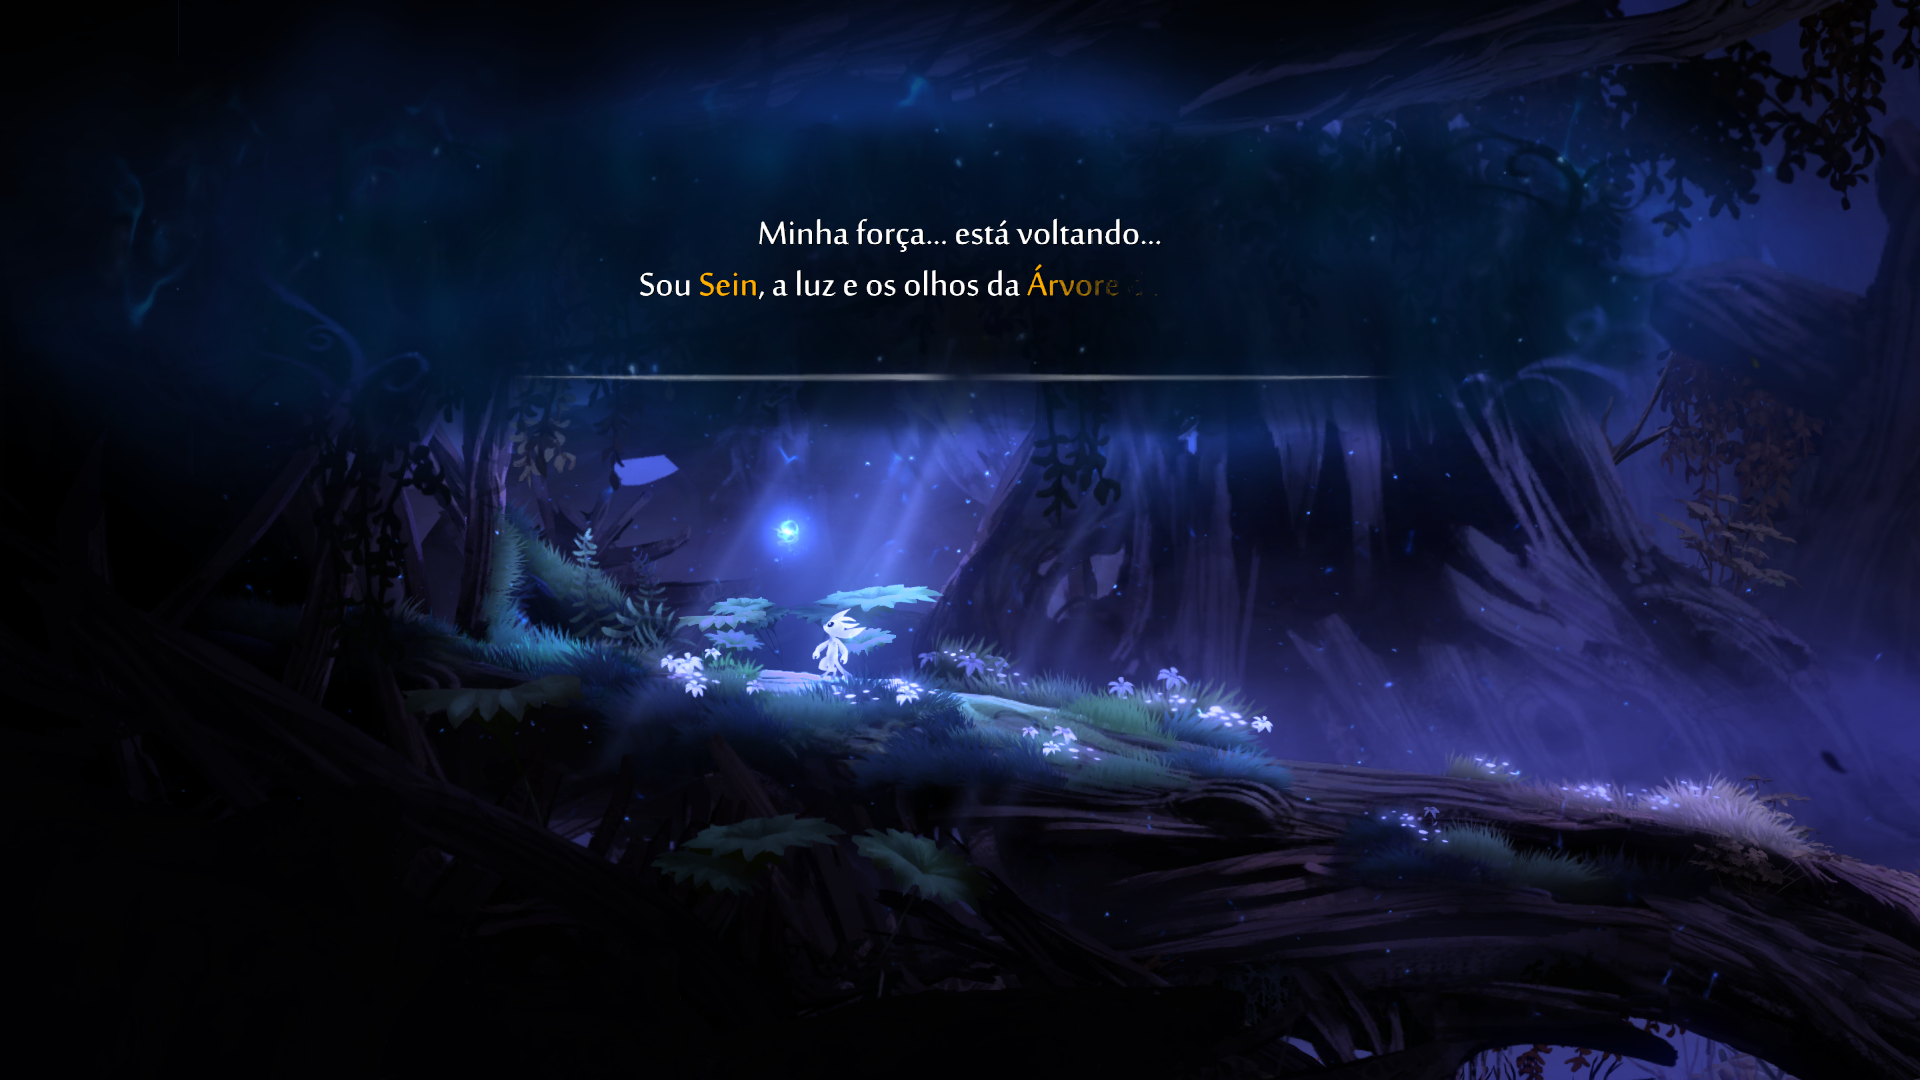 Minha força... está voltando...
Sou Sein, a luz e os olhos da Árvore